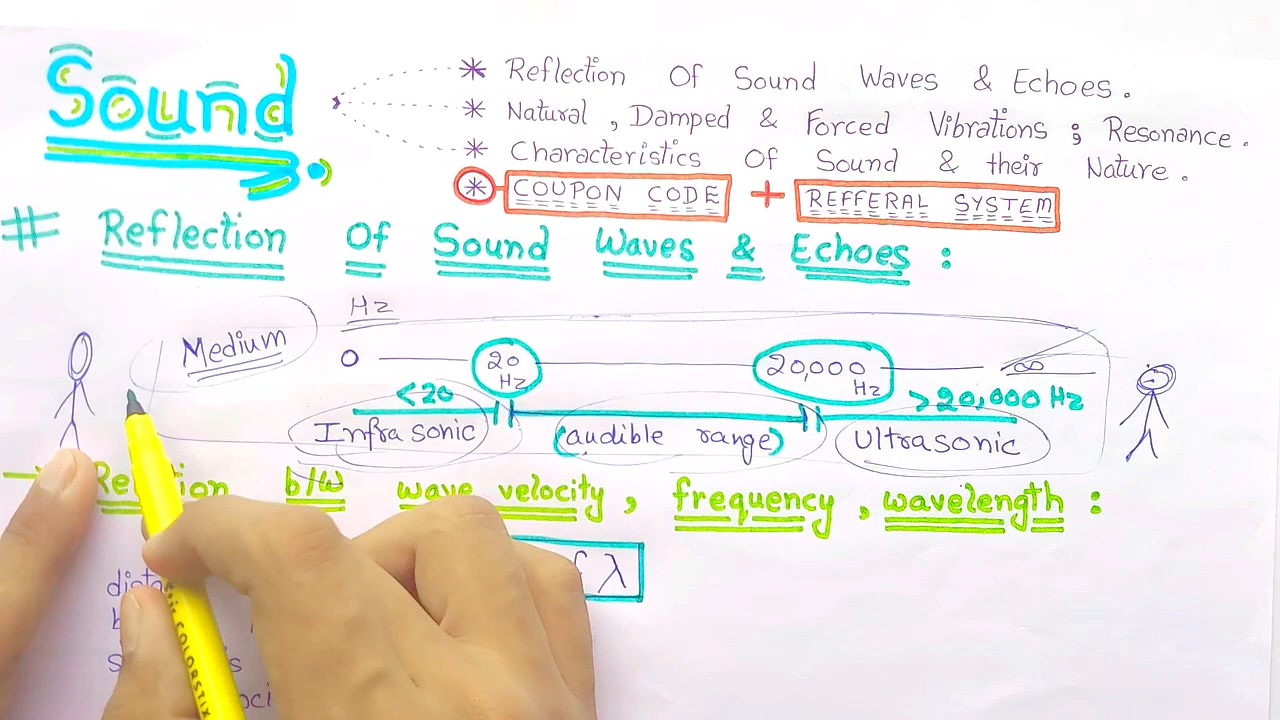 Sound
* Reflection Of Sound Waves & Echoes.
* Natural, Damped & Forced Vibrations ; Resonance.
* Characteristics Of Sound & their Nature.
* COUPON CODE + REFFERAL SYSTEM
# Reflection Of Sound Waves & Echoes :
Hz
Medium
0 20 Hz 20,000 Hz ∞
<20 >20,000 Hz
Infrasonic (audible range) Ultrasonic
b/w wave velocity, frequency, wavelength :
λ